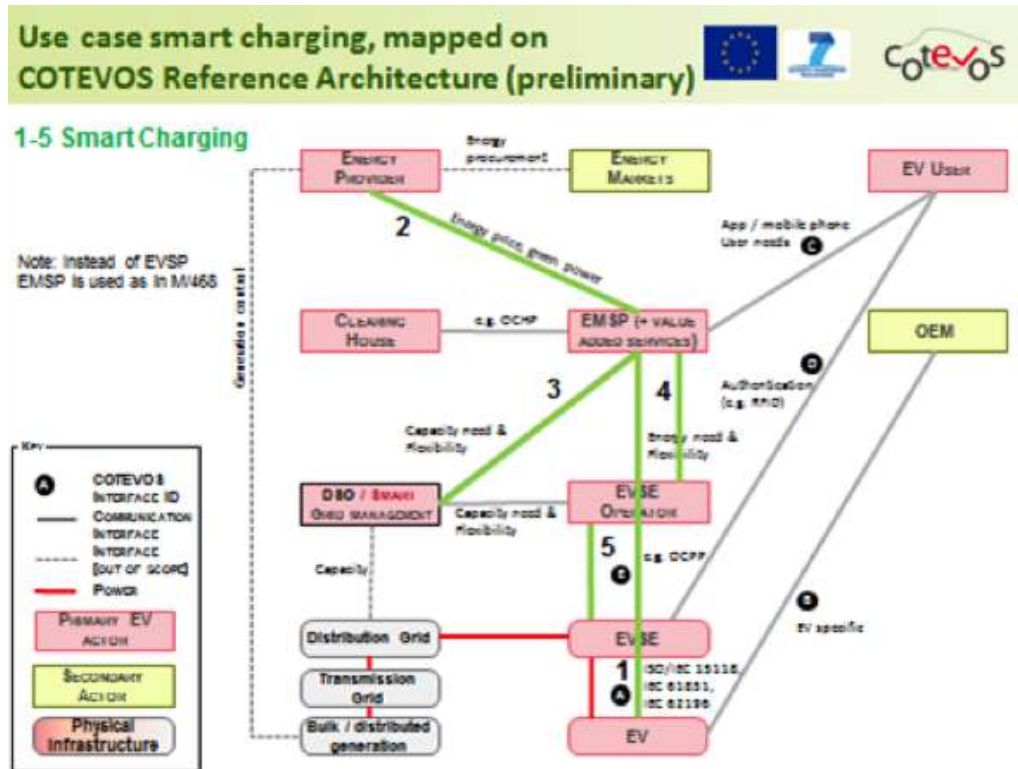 Use case smart charging, mapped on
COTEVOS Reference Architecture (preliminary)
7
COTEVOS
1-5 Smart Charging
ENERGY
PROVIDER
Energy
procurement
ENERGY
MARKETS
EV USER
2
Energy price, green power
App / mobile phone
User needs
C
Note: Instead of EVSP
EMSP is used as in M/468
Generation control
CLEARING
HOUSE
e.g. OCHP
EMSP (+ VALUE
ADDED SERVICES)
OEM
3
4
D
Authentication
(e.g. RFID)
Capacity need &
Flexibility
Energy need &
Flexibility
KEY
A
COTEVOS
INTERFACE ID
COMMUNICATION
INTERFACE
INTERFACE
[OUT OF SCOPE]
POWER
PRIMARY EV
ACTOR
SECONDARY
ACTOR
Physical
Infrastructure
DSO / SMART
GRID MANAGEMENT
Capacity need &
Flexibility
EVSE
OPERATOR
5
e.g. OCPP
Capacity
B
EV specific
Distribution Grid
EVSE
1
ISO/IEC 15118,
IEC 61851,
IEC 62196
A
Transmission
Grid
Bulk / distributed
generation
EV